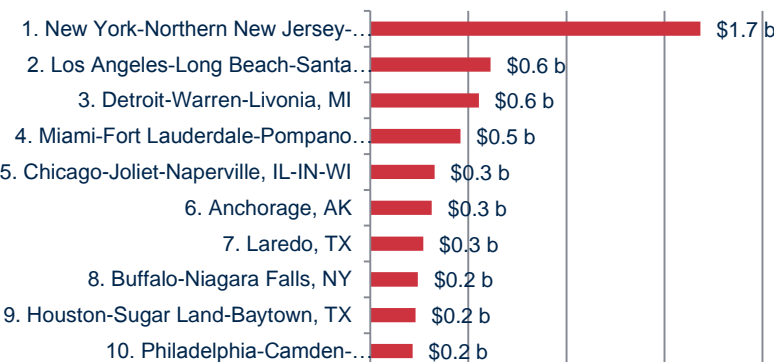 1. New York-Northern New Jersey-... $1.7 b
2. Los Angeles-Long Beach-Santa... $0.6 b
3. Detroit-Warren-Livonia, MI $0.6 b
4. Miami-Fort Lauderdale-Pompano... $0.5 b
5. Chicago-Joliet-Naperville, IL-IN-WI $0.3 b
6. Anchorage, AK $0.3 b
7. Laredo, TX $0.3 b
8. Buffalo-Niagara Falls, NY $0.2 b
9. Houston-Sugar Land-Baytown, TX $0.2 b
10. Philadelphia-Camden-... $0.2 b